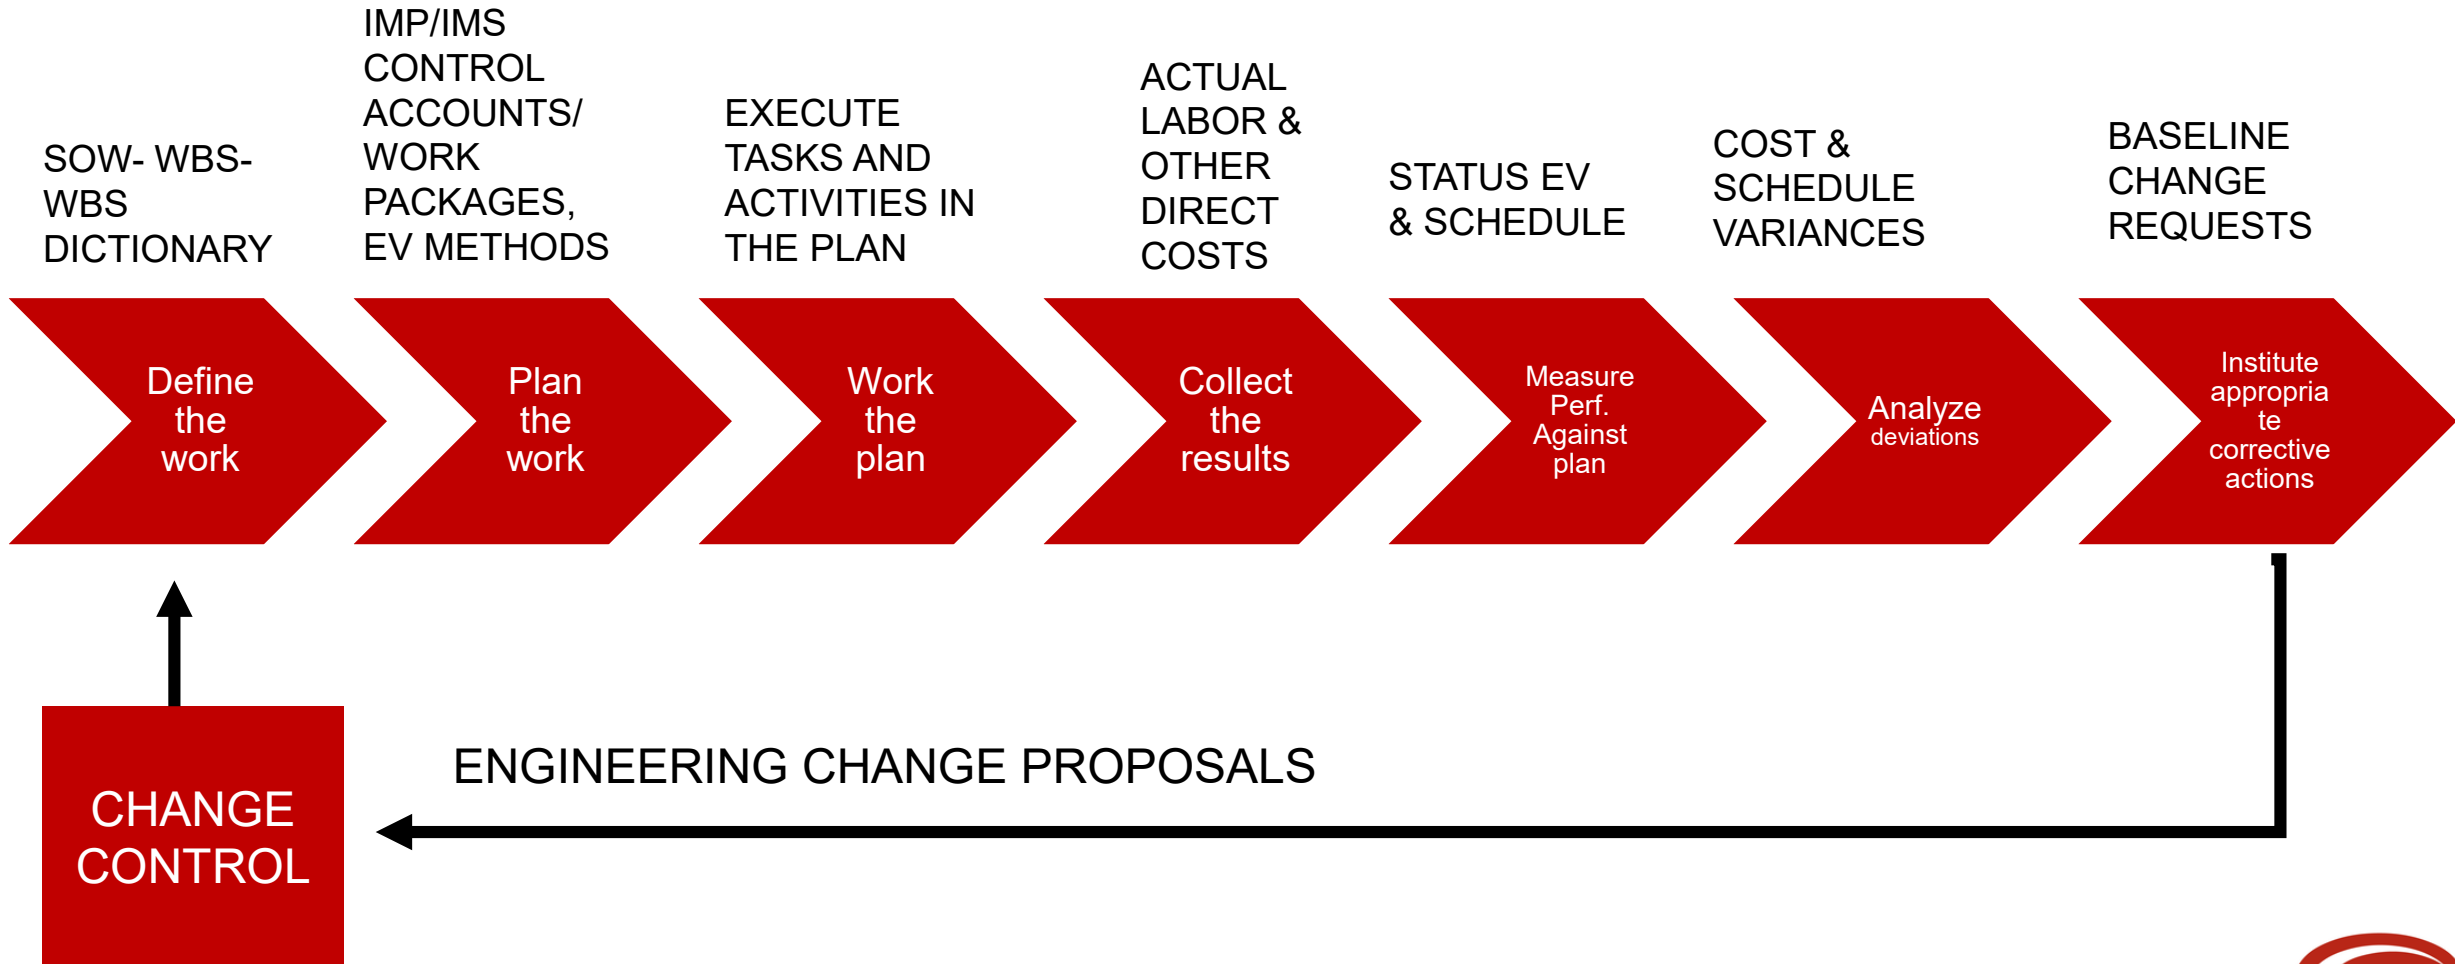 SOW- WBS-
WBS
DICTIONARY
IMP/IMS
CONTROL
ACCOUNTS/
WORK
PACKAGES,
EV METHODS
EXECUTE
TASKS AND
ACTIVITIES IN
THE PLAN
ACTUAL
LABOR &
OTHER
DIRECT
COSTS
STATUS EV
& SCHEDULE
COST &
SCHEDULE
VARIANCES
BASELINE
CHANGE
REQUESTS
Define
the
work
Plan
the
work
Work
the
plan
Collect
the
results
Measure
Perf.
Against
plan
Analyze
deviations
Institute
appropria
te
corrective
actions
ENGINEERING CHANGE PROPOSALS
CHANGE
CONTROL